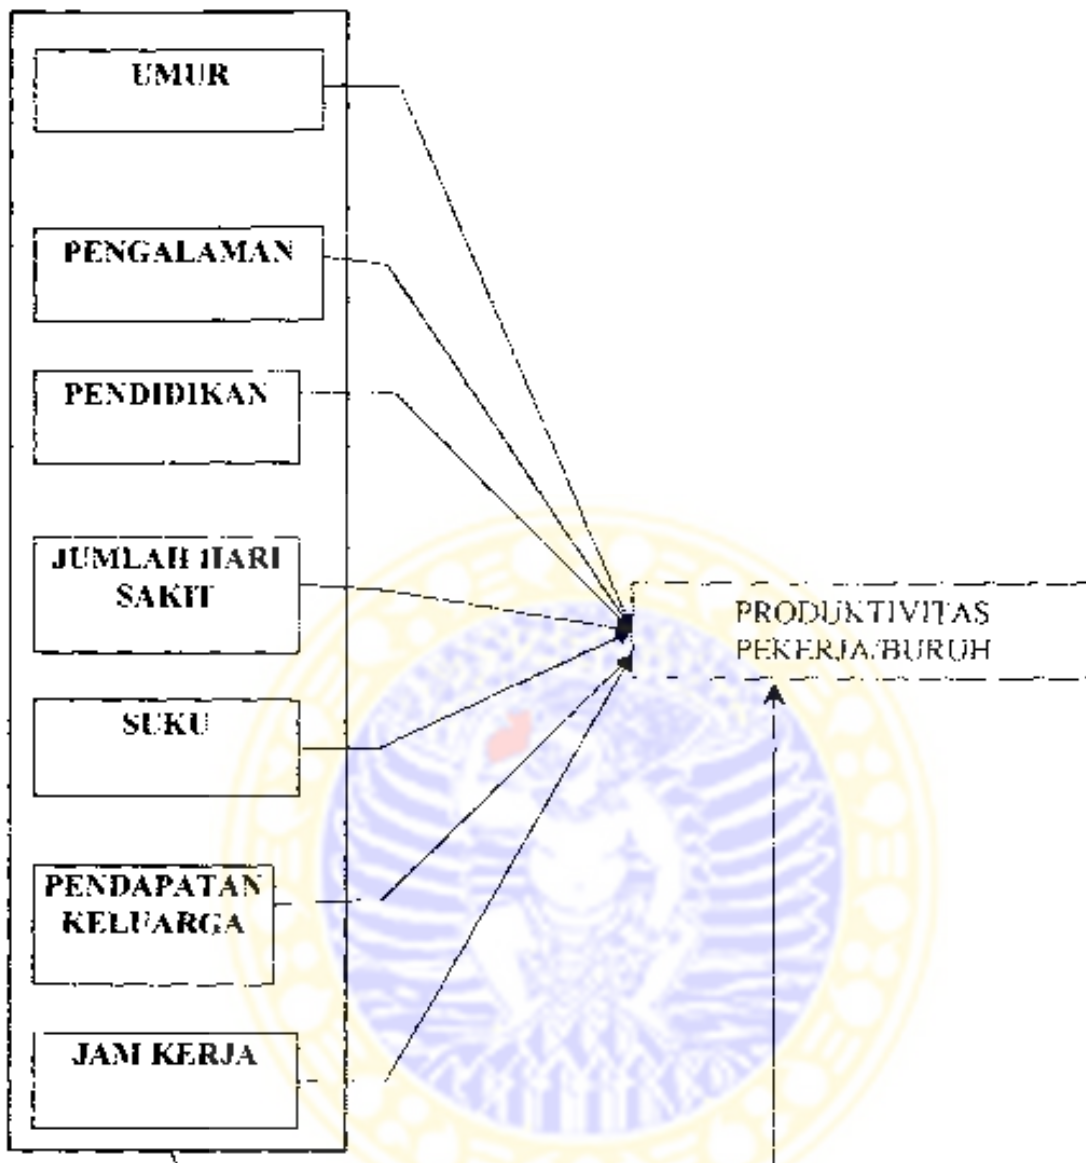 UMUR
PENGALAMAN
PENDIDIKAN
JUMLAH HARI
SAKIT
SUKU
PENDAPATAN
KELUARGA
JAM KERJA
PRODUKTIVITAS
PEKERJA/BURUH